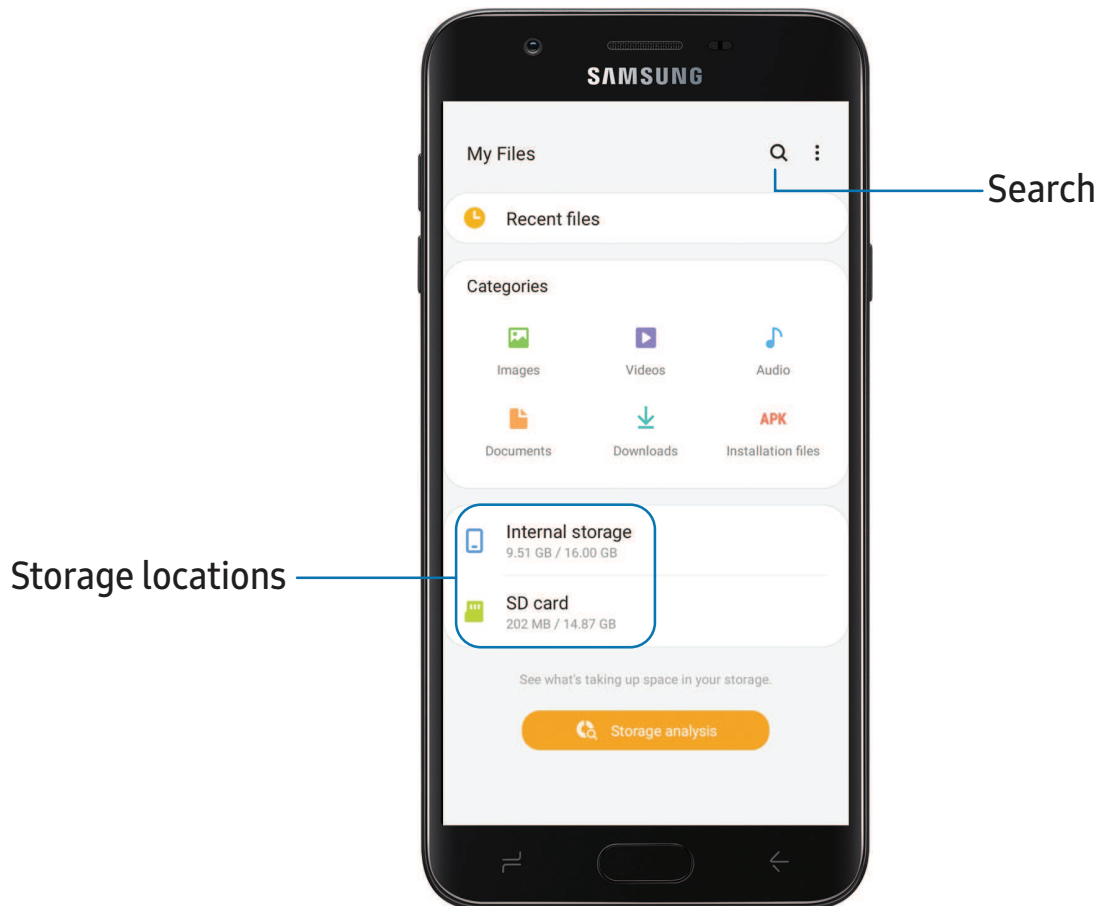 SAMSUNG
My Files
Search
Recent files
Categories
Images Videos Audio
APK
Documents Downloads Installation files
Internal storage
9.51 GB / 16.00 GB
Storage locations
SD card
202 MB / 14.87 GB
See what's taking up space in your storage.
Storage analysis